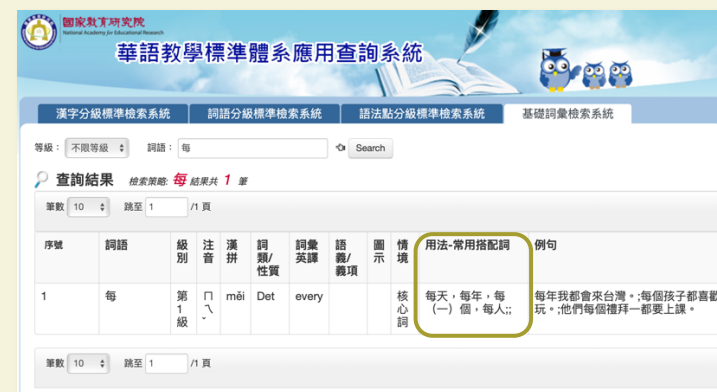 國家教育研究院
National Academy for Educational Research
華語教學標準體系應用查詢系統
漢字分級標準檢索系統 詞語分級標準檢索系統 語法點分級標準檢索系統 基礎詞彙檢索系統
等級： 不限等級 詞語： 每 Search
查詢結果 檢索策略: 每 結果共 1 筆
筆數 10 跳至 1 /1 頁
序號 詞語 級別 注音 漢拼 詞類/性質 詞彙英譯 語義/義項 圖示 情境 用法-常用搭配詞 例句
1 每 第1級 ㄇㄟˇ měi Det every 核心詞 每天，每年，每（一）個，每人;; 每年我都會來台灣。;每個孩子都喜歡玩。;他們每個禮拜一都要上課。
筆數 10 跳至 1 /1 頁